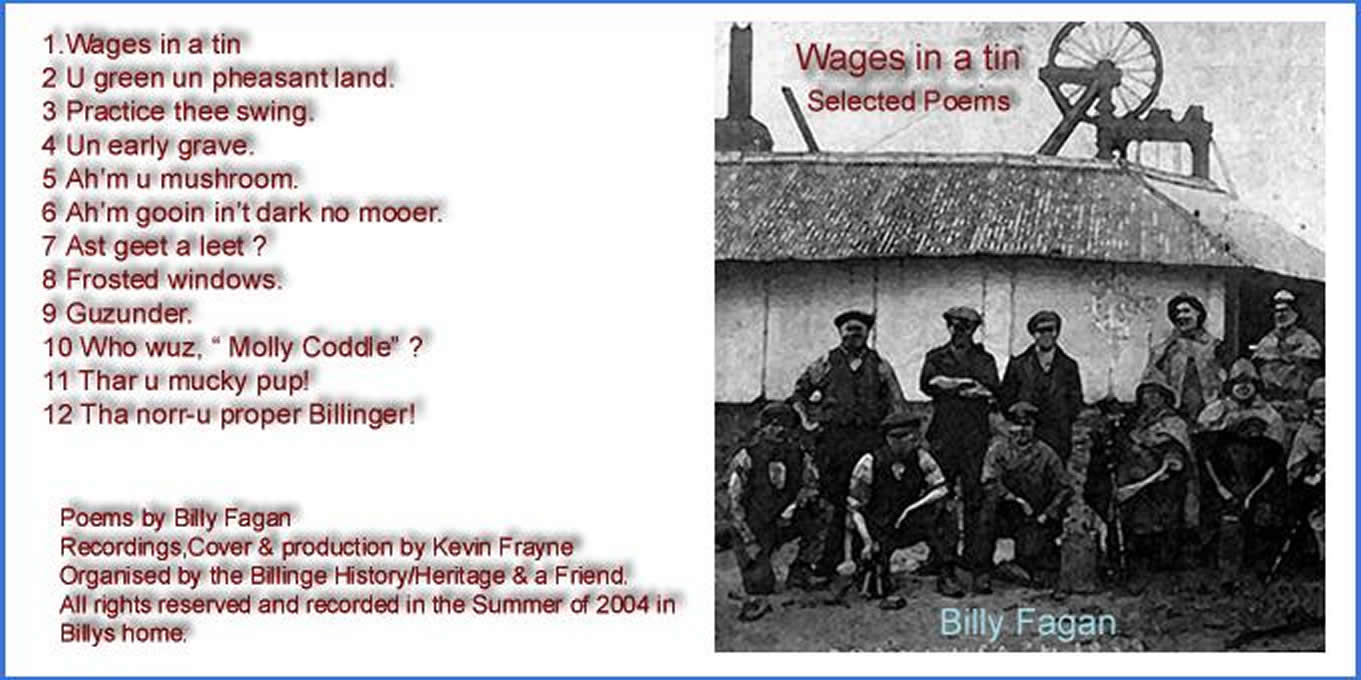 1.Wages in a tin
2 U green un pheasant land.
3 Practice thee swing.
4 Un early grave.
5 Ah'm u mushroom.
6 Ah'm gooin in't dark no mooer.
7 Ast geet a leet ?
8 Frosted windows.
9 Guzunder.
10 Who wuz, “ Molly Coddle” ?
11 Thar u mucky pup!
12 Tha norr-u proper Billinger!
Poems by Billy Fagan
Recordings,Cover & production by Kevin Frayne
Organised by the Billinge History/Heritage & a Friend.
All rights reserved and recorded in the Summer of 2004 in
Billys home.
Wages in a tin
Selected Poems
Billy Fagan